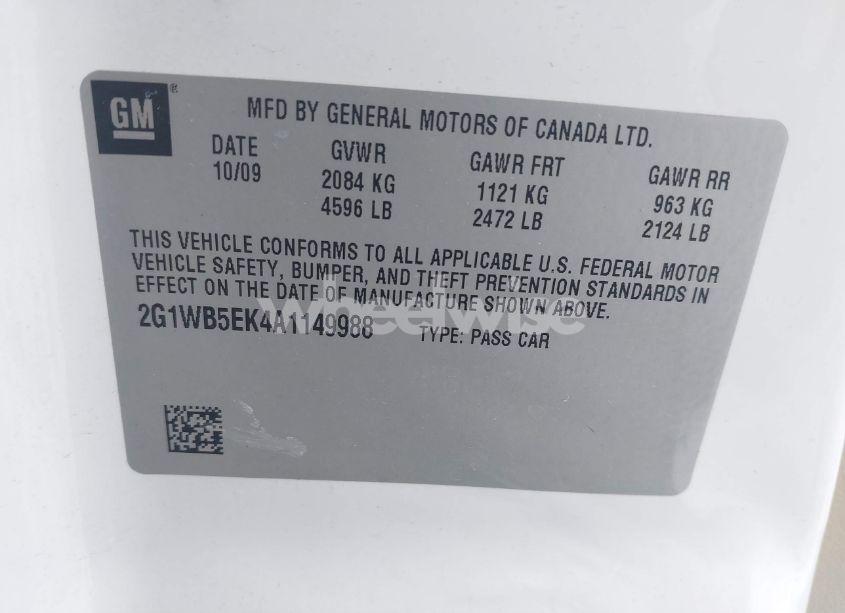 GM ®
MFD BY GENERAL MOTORS OF CANADA LTD.
DATE GVWR GAWR FRT GAWR RR
10/09 2084 KG 1121 KG 963 KG
4596 LB 2472 LB 2124 LB
THIS VEHICLE CONFORMS TO ALL APPLICABLE U.S. FEDERAL MOTOR
VEHICLE SAFETY, BUMPER, AND THEFT PREVENTION STANDARDS IN
EFFECT ON THE DATE OF MANUFACTURE SHOWN ABOVE.
wheelwise
2G1WB5EK4A1149988 TYPE: PASS CAR